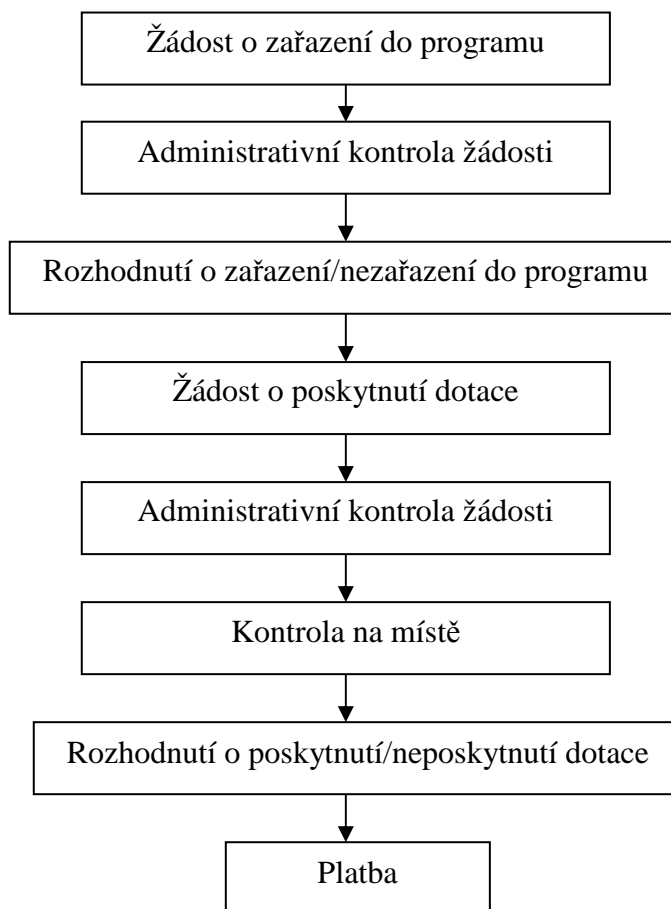 Žádost o zařazení do programu
Administrativní kontrola žádosti
Rozhodnutí o zařazení/nezařazení do programu
Žádost o poskytnutí dotace
Administrativní kontrola žádosti
Kontrola na místě
Rozhodnutí o poskytnutí/neposkytnutí dotace
Platba